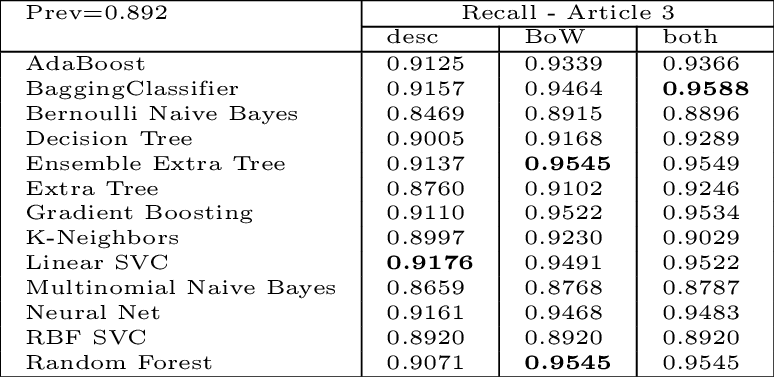 Prev=0.892 Recall - Article 3
desc BoW both
AdaBoost 0.9125 0.9339 0.9366
BaggingClassifier 0.9157 0.9464 0.9588
Bernoulli Naive Bayes 0.8469 0.8915 0.8896
Decision Tree 0.9005 0.9168 0.9289
Ensemble Extra Tree 0.9137 0.9545 0.9549
Extra Tree 0.8760 0.9102 0.9246
Gradient Boosting 0.9110 0.9522 0.9534
K-Neighbors 0.8997 0.9230 0.9029
Linear SVC 0.9176 0.9491 0.9522
Multinomial Naive Bayes 0.8659 0.8768 0.8787
Neural Net 0.9161 0.9468 0.9483
RBF SVC 0.8920 0.8920 0.8920
Random Forest 0.9071 0.9545 0.9545